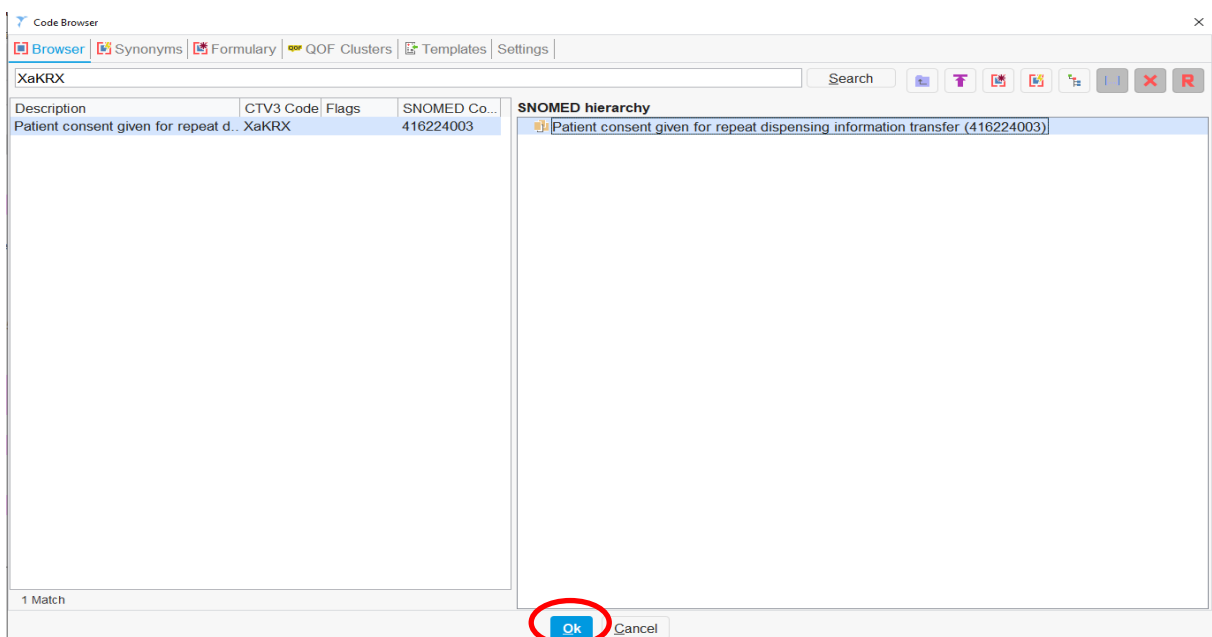 Code Browser
Browser Synonyms Formulary QOF QOF Clusters Templates Settings
XaKRX Search R
Description CTV3 Code Flags SNOMED Co...
Patient consent given for repeat d.. XaKRX 416224003
SNOMED hierarchy
Patient consent given for repeat dispensing information transfer (416224003)
1 Match
Ok Cancel